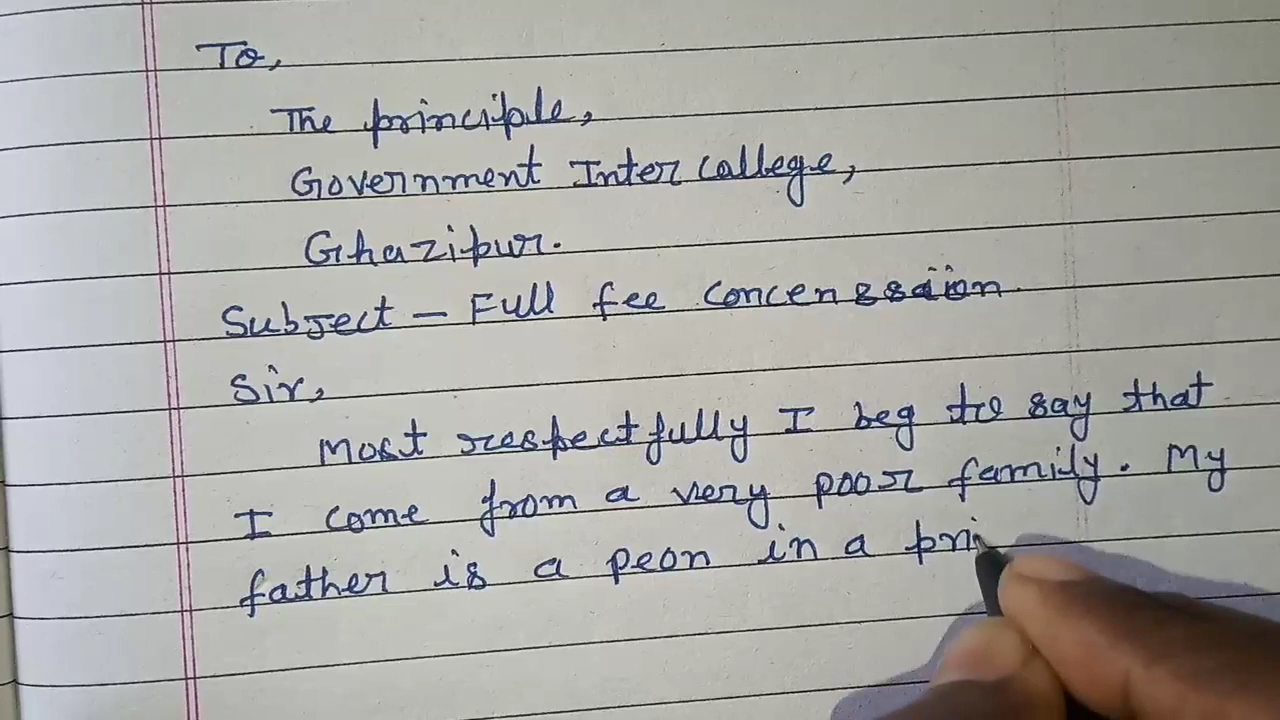 To,
The principle,
Government Inter College,
Ghazipur.
Subject - Full fee concenssion
Sir,
Most respectfully I beg to say that
I come from a very poor family. My
father is a peon in a pri